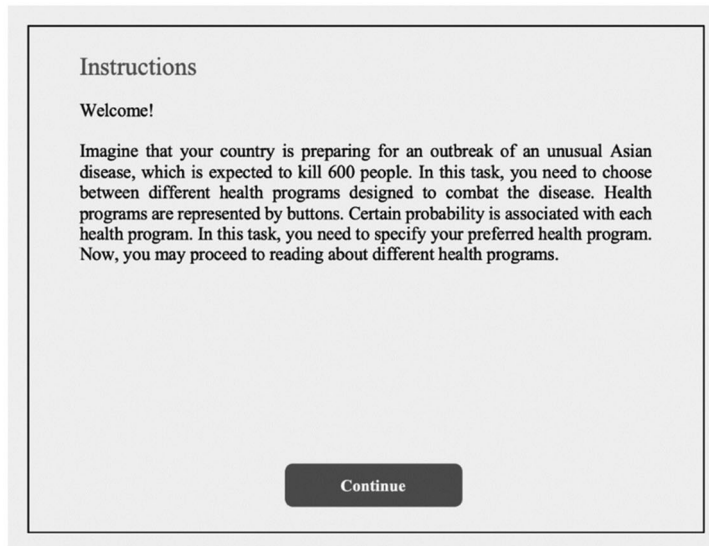 Instructions
Welcome!
Imagine that your country is preparing for an outbreak of an unusual Asian
disease, which is expected to kill 600 people. In this task, you need to choose
between different health programs designed to combat the disease. Health
programs are represented by buttons. Certain probability is associated with each
health program. In this task, you need to specify your preferred health program.
Now, you may proceed to reading about different health programs.
Continue